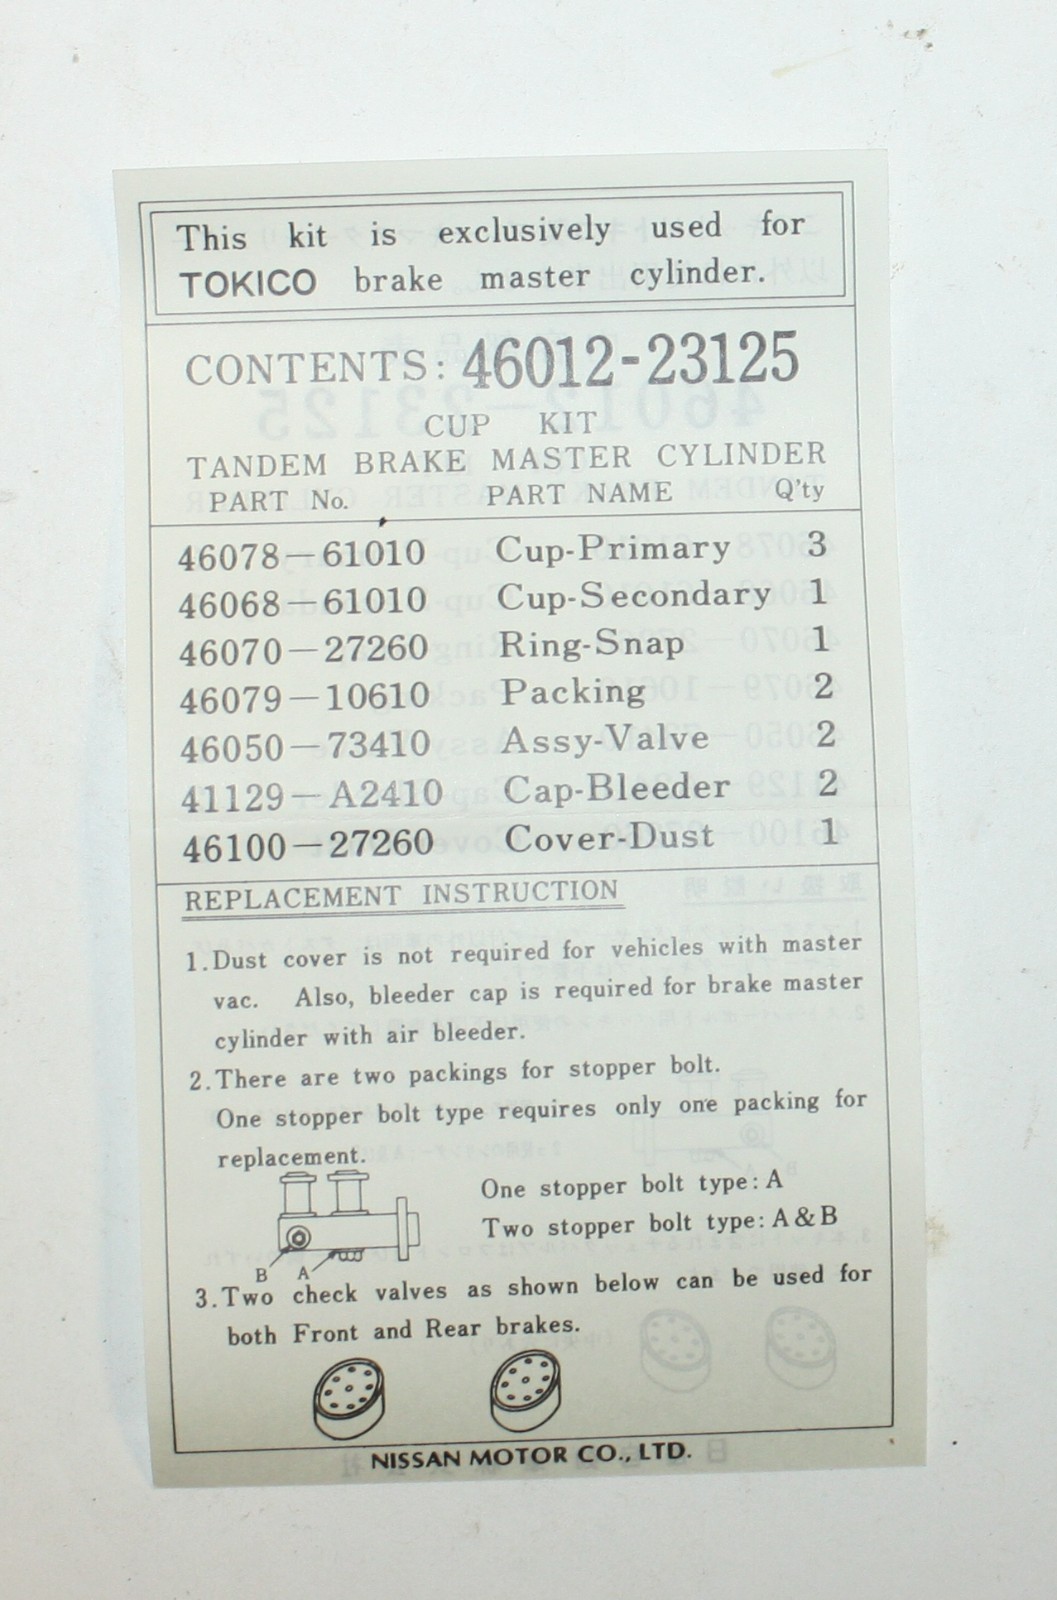 This kit is exclusively used for
TOKICO brake master cylinder.
CONTENTS: 46012-23125
CUP KIT
TANDEM BRAKE MASTER CYLINDER
PART No. PART NAME Q'ty
46078-61010 Cup-Primary 3
46068-61010 Cup-Secondary 1
46070-27260 Ring-Snap 1
46079-10610 Packing 2
46050-73410 Assy-Valve 2
41129-A2410 Cap-Bleeder 2
46100-27260 Cover-Dust 1
REPLACEMENT INSTRUCTION
1. Dust cover is not required for vehicles with master
vac. Also, bleeder cap is required for brake master
cylinder with air bleeder.
2. There are two packings for stopper bolt.
One stopper bolt type requires only one packing for
replacement.
One stopper bolt type: A
Two stopper bolt type: A & B
B A
3. Two check valves as shown below can be used for
both Front and Rear brakes.
NISSAN MOTOR CO., LTD.